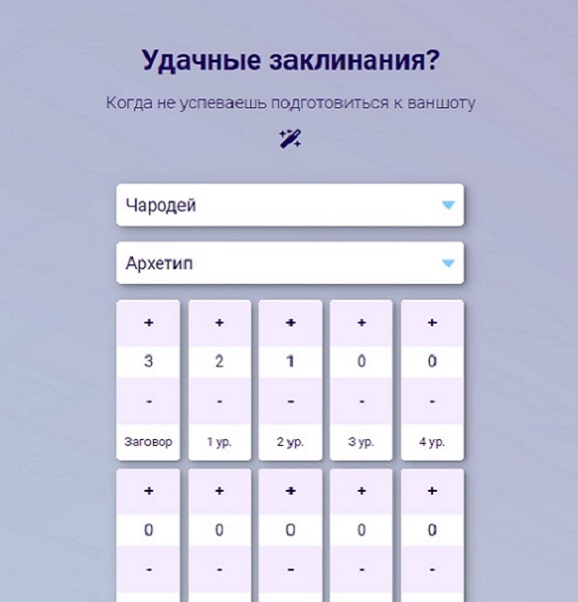 Удачные заклинания?
Когда не успеваешь подготовиться к ваншоту
Чародей
Архетип
+ + + + +
3 2 1 0 0
- - - - -
Заговор 1 ур. 2 ур. 3 ур. 4 ур.
+ + + + +
0 0 0 0 0
- - - - -